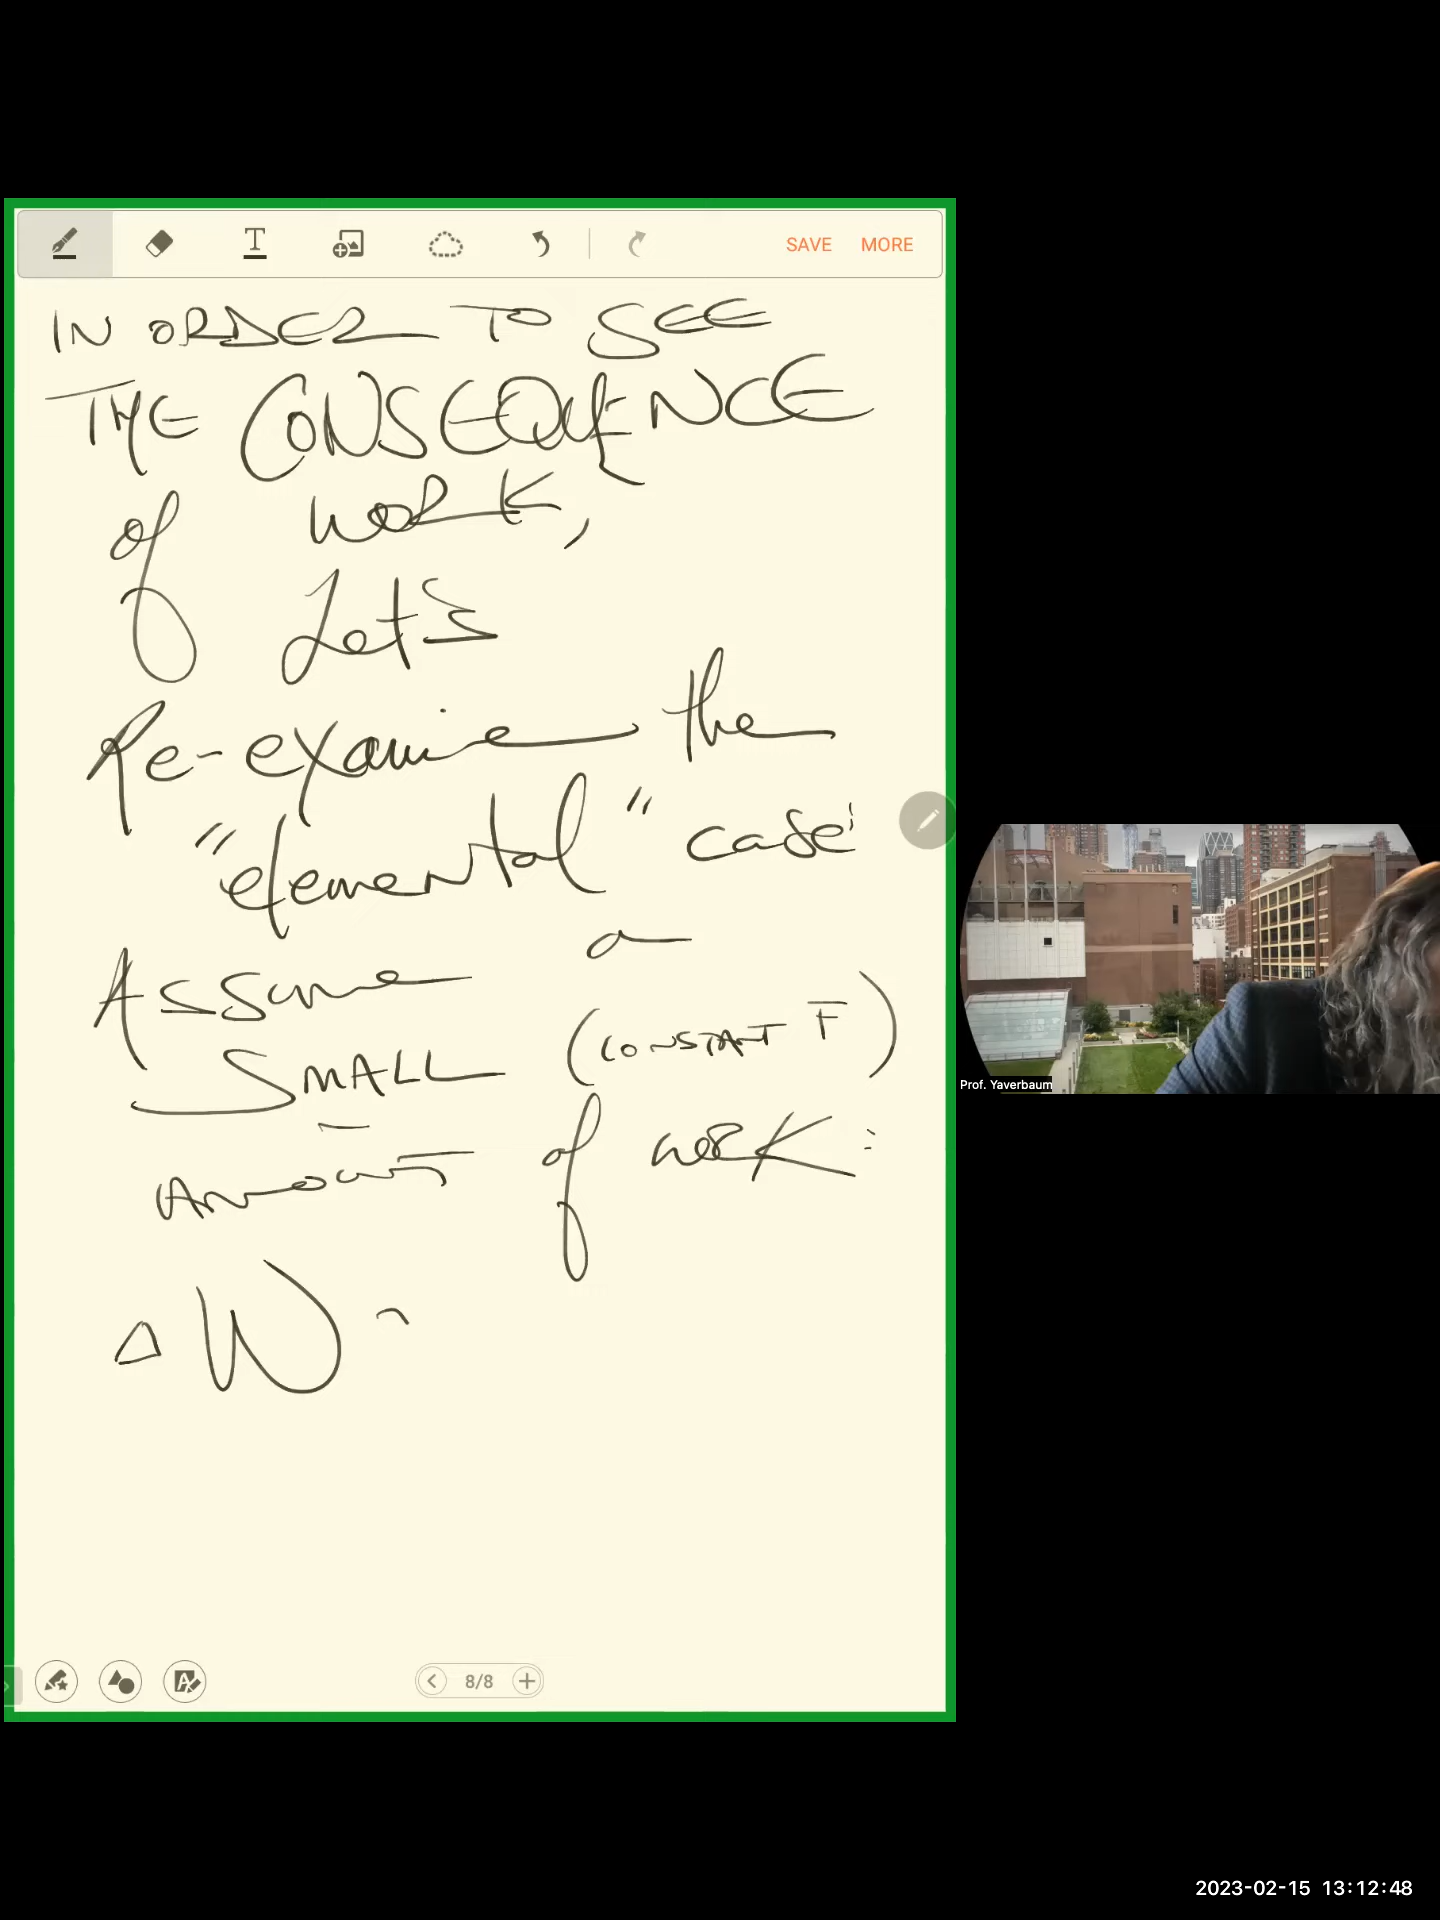 T
SAVE MORE
IN ORDER TO SEE
THE CONSEQUENCE
of WORK,
Let's
Re-examine the
"elemental" case:
Assume a
SMALL (CONSTANT F)
AMOUNT of WORK:
Δ W
8/8
Prof. Yaverbaum
2023-02-15 13:12:48